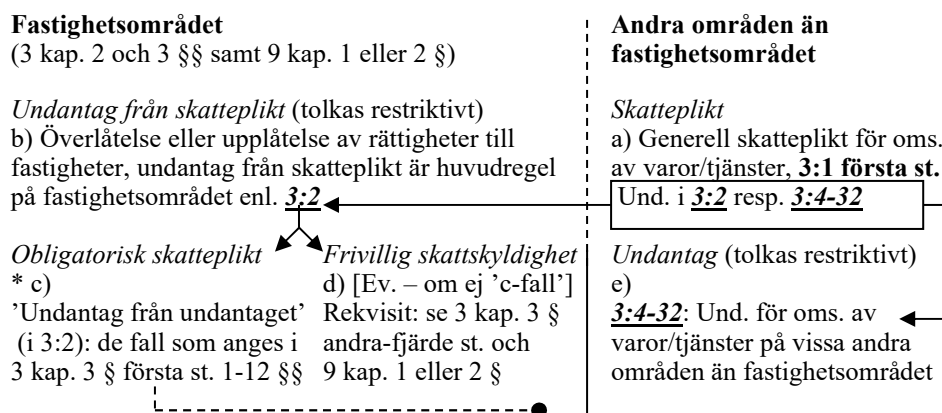 Fastighetsområdet
(3 kap. 2 och 3 §§ samt 9 kap. 1 eller 2 §)
Undantag från skatteplikt (tolkas restriktivt)
b) Överlåtelse eller upplåtelse av rättigheter till
fastigheter, undantag från skatteplikt är huvudregel
på fastighetsområdet enl. 3:2
Obligatorisk skatteplikt
* c)
'Undantag från undantaget'
(i 3:2): de fall som anges i
3 kap. 3 § första st. 1-12 §§
Frivillig skattskyldighet
d) [Ev. – om ej 'c-fall']
Rekvisit: se 3 kap. 3 §
andra-fjärde st. och
9 kap. 1 eller 2 §
Andra områden än
fastighetsområdet
Skatteplikt
a) Generell skatteplikt för oms.
av varor/tjänster, 3:1 första st.
Und. i 3:2 resp. 3:4-32
Undantag (tolkas restriktivt)
e)
3:4-32: Und. för oms. av
varor/tjänster på vissa andra
områden än fastighetsområdet